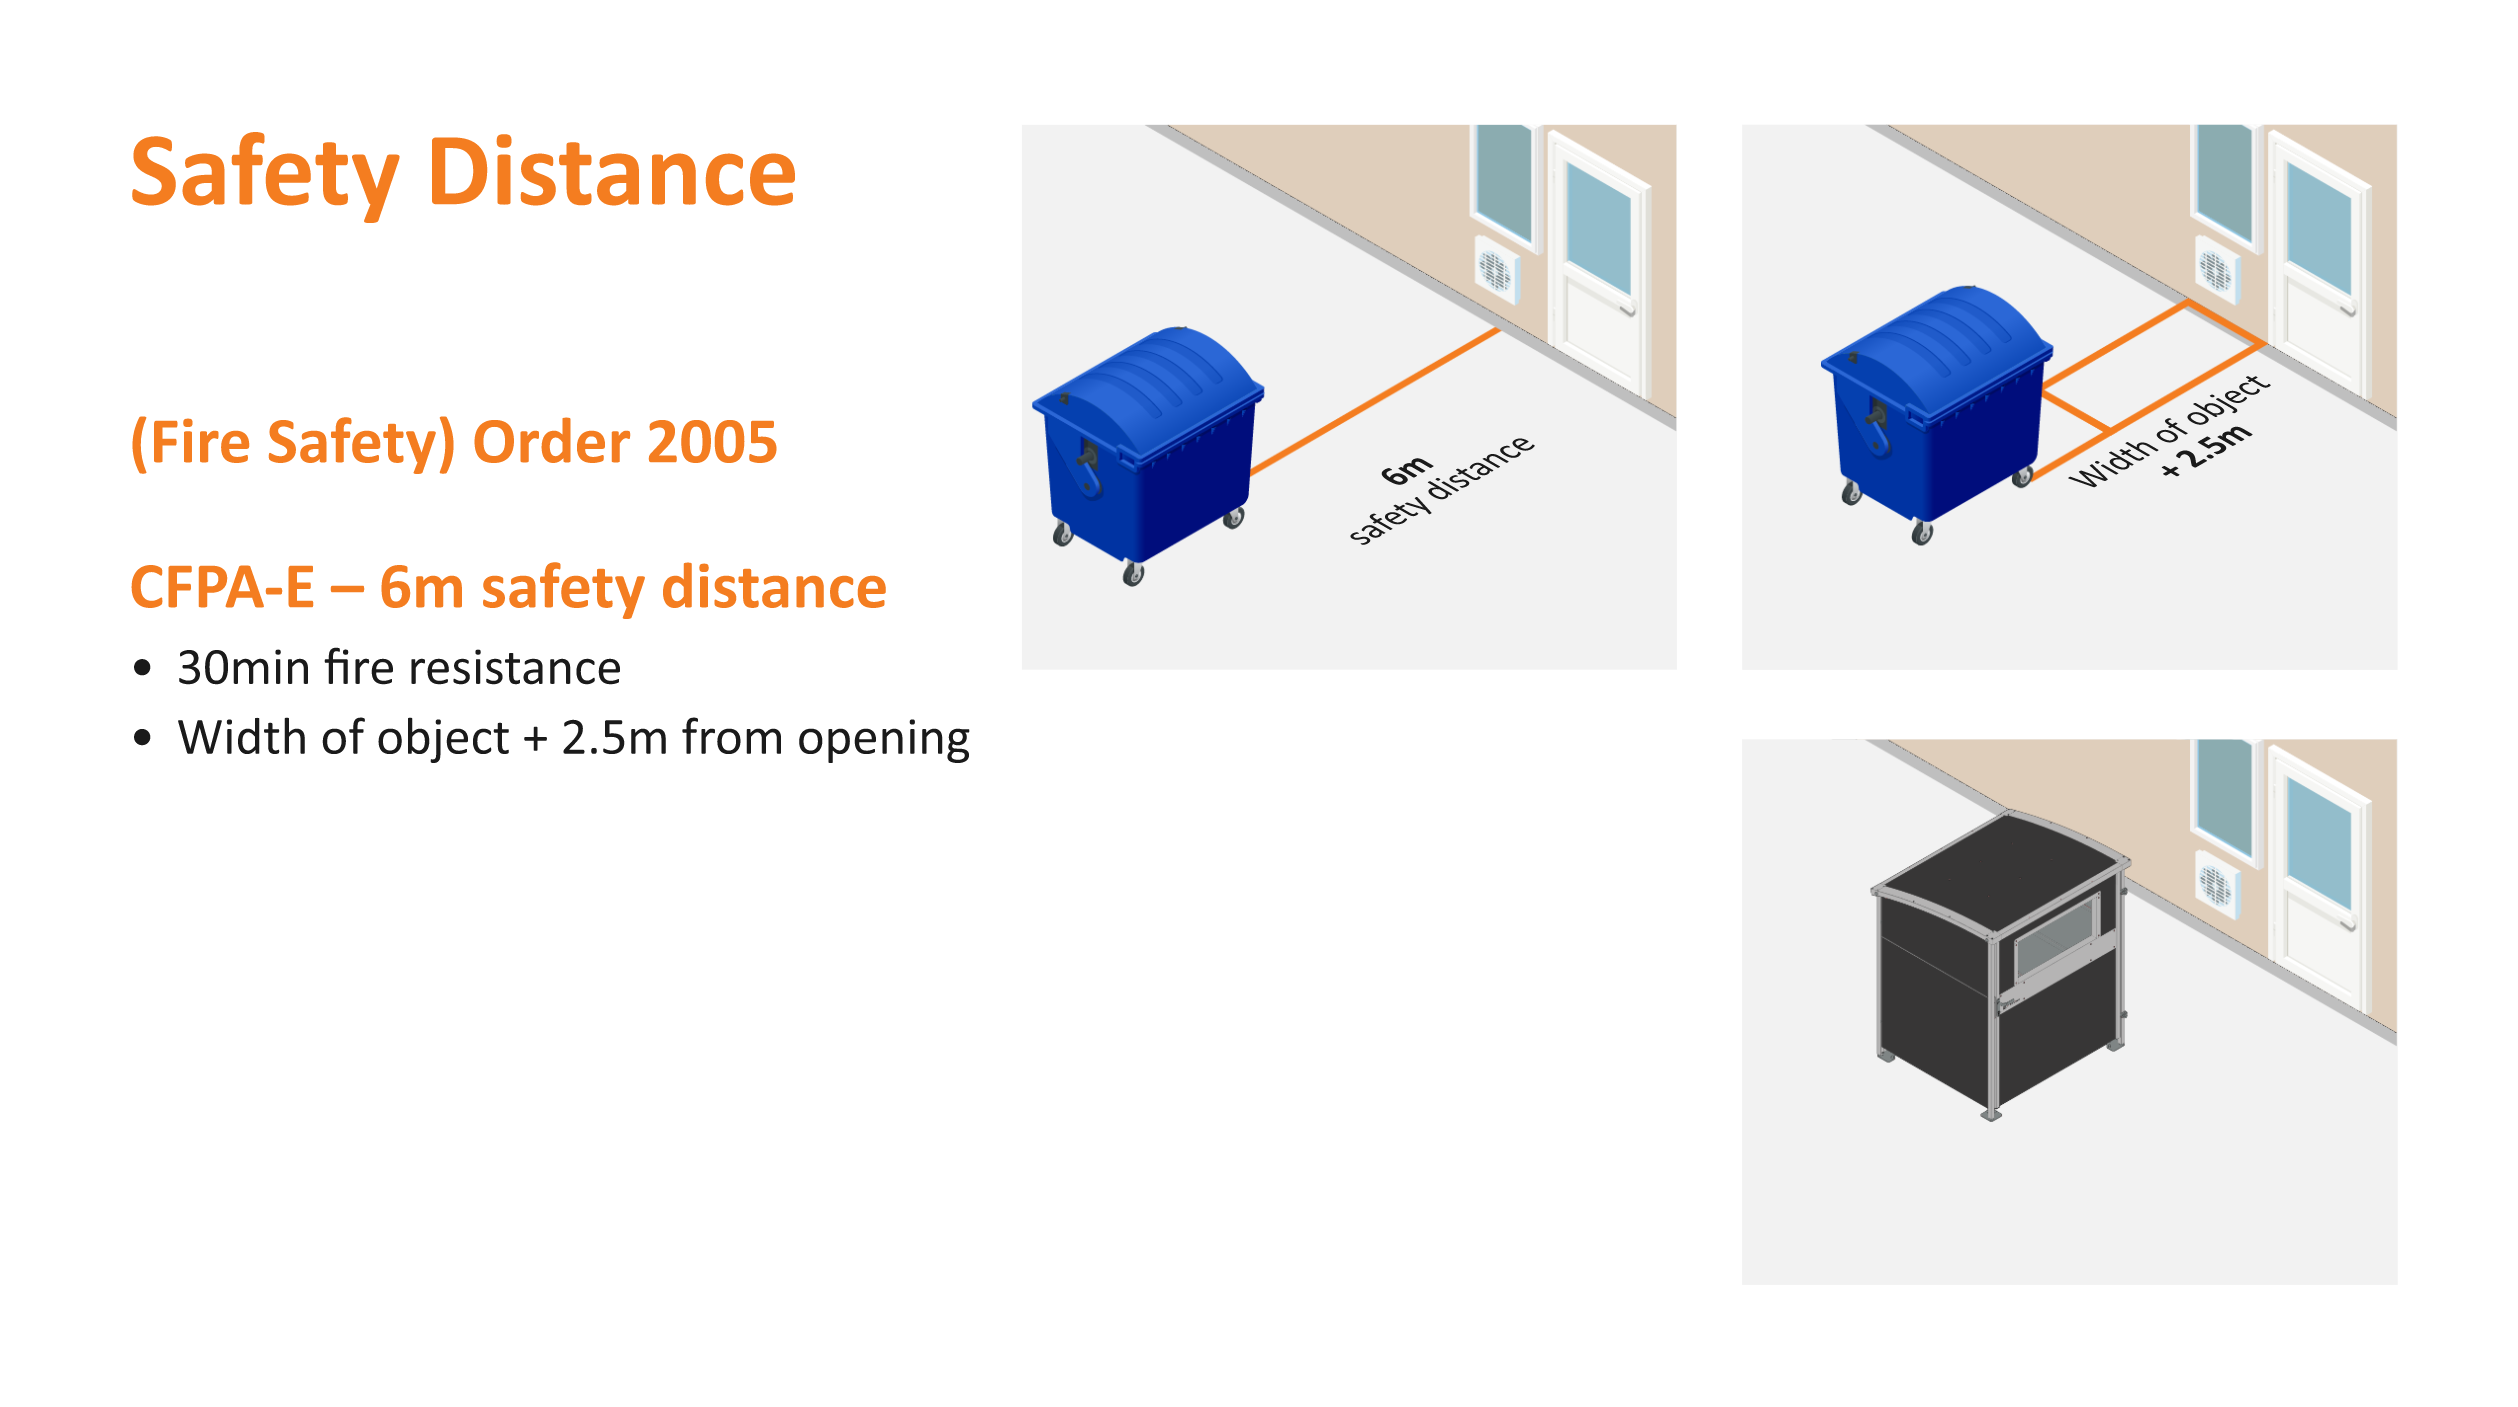 Safety Distance
(Fire Safety) Order 2005
CFPA-E – 6m safety distance
• 30min fire resistance
• Width of object + 2.5m from opening
6m
safety distance
Width of object
+ 2.5m